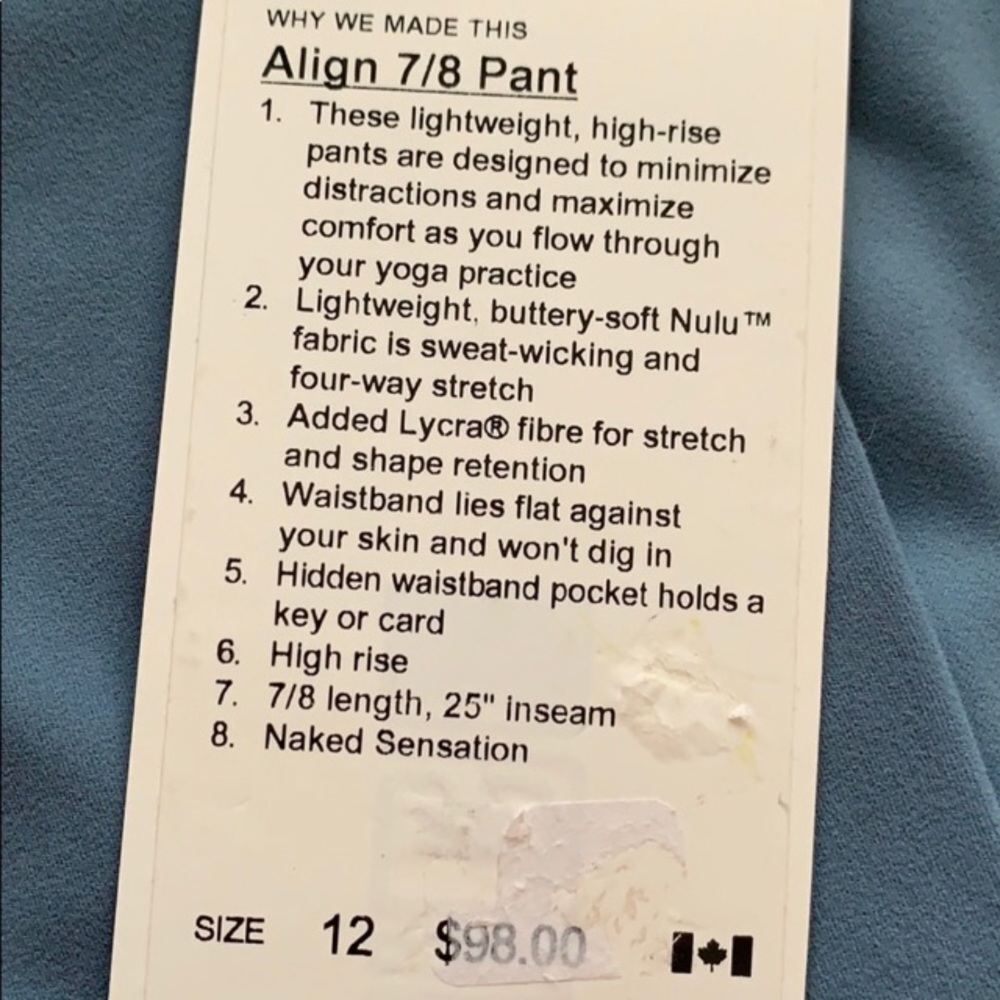 WHY WE MADE THIS
Align 7/8 Pant
1. These lightweight, high-rise
pants are designed to minimize
distractions and maximize
comfort as you flow through
your yoga practice
2. Lightweight, buttery-soft Nulu™
fabric is sweat-wicking and
four-way stretch
3. Added Lycra® fibre for stretch
and shape retention
4. Waistband lies flat against
your skin and won't dig in
5. Hidden waistband pocket holds a
key or card
6. High rise
7. 7/8 length, 25" inseam
8. Naked Sensation
SIZE 12 $98.00